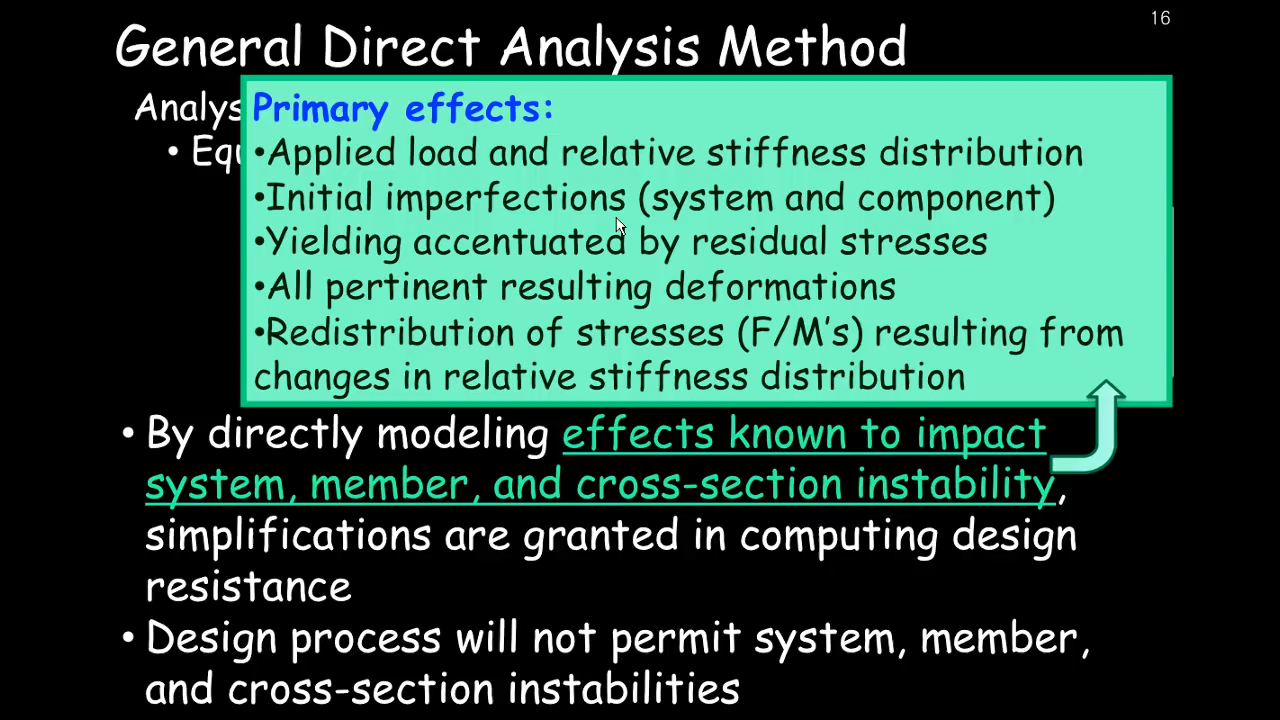 16
General Direct Analysis Method
Primary effects:
•Applied load and relative stiffness distribution
•Initial imperfections (system and component)
•Yielding accentuated by residual stresses
•All pertinent resulting deformations
•Redistribution of stresses (F/M's) resulting from
changes in relative stiffness distribution
• By directly modeling effects known to impact
system, member, and cross-section instability,
simplifications are granted in computing design
resistance
• Design process will not permit system, member,
and cross-section instabilities